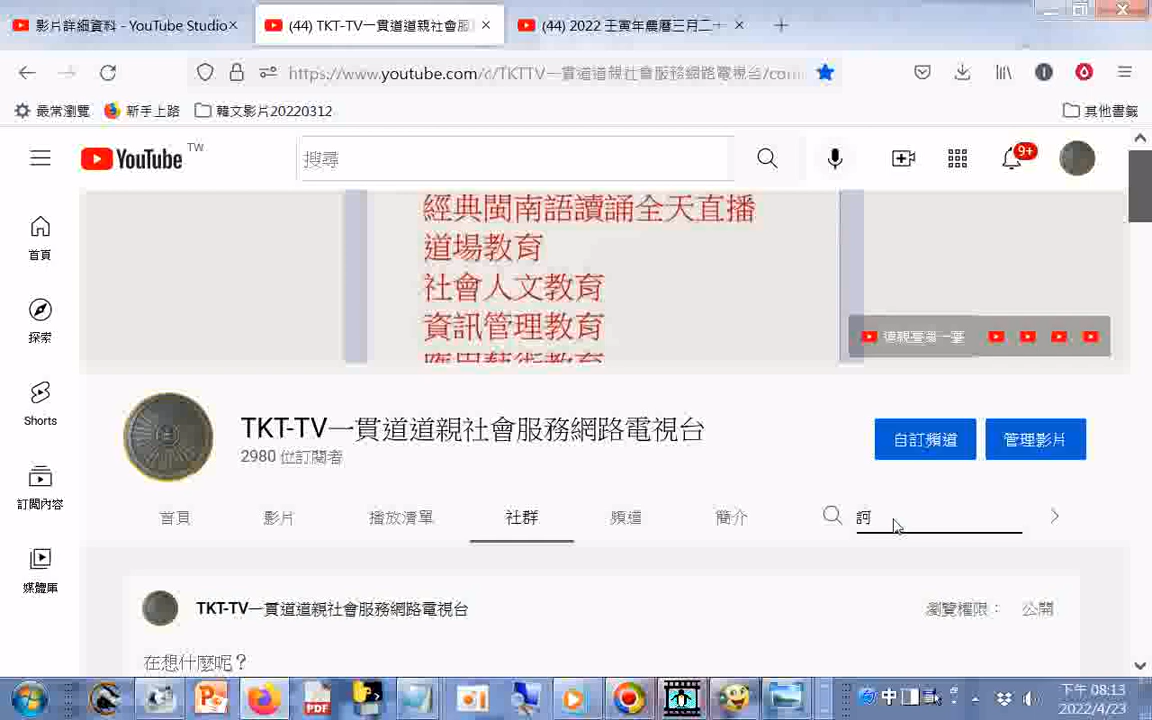 影片詳細資料 - YouTube Studio
(44) TKT-TV一貫道道親社會服
(44) 2022 壬寅年農曆三月二十
https://www.youtube.com/c/TKTTV一貫道道親社會服務網路電視台/com
最常瀏覽
新手上路
韓文影片20220312
其他書籤
YouTube TW
搜尋
9+
經典閩南語讀誦全天直播
道場教育
社會人文教育
資訊管理教育
應用藝術教育
首頁
探索
Shorts
訂閱內容
媒體庫
TKT-TV一貫道道親社會服務網路電視台
2980 位訂閱者
自訂頻道
管理影片
首頁
影片
播放清單
社群
頻道
簡介
訶
TKT-TV一貫道道親社會服務網路電視台
瀏覽權限：
公開
在想什麼呢？
PDF
中
下午 08:13
2022/4/23